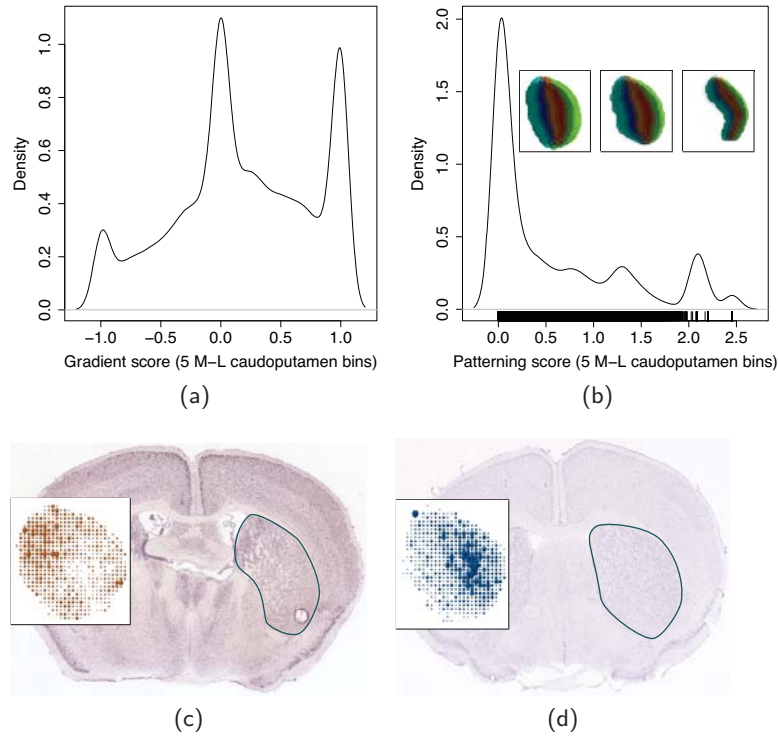 0.0 0.2 0.4 0.6 0.8 1.0
Density
−1.0 −0.5 0.0 0.5 1.0
Gradient score (5 M−L caudoputamen bins)
(a)
0.0 0.5 1.0 1.5 2.0
Density
0.0 0.5 1.0 1.5 2.0 2.5
Patterning score (5 M−L caudoputamen bins)
(b)
(c)
(d)